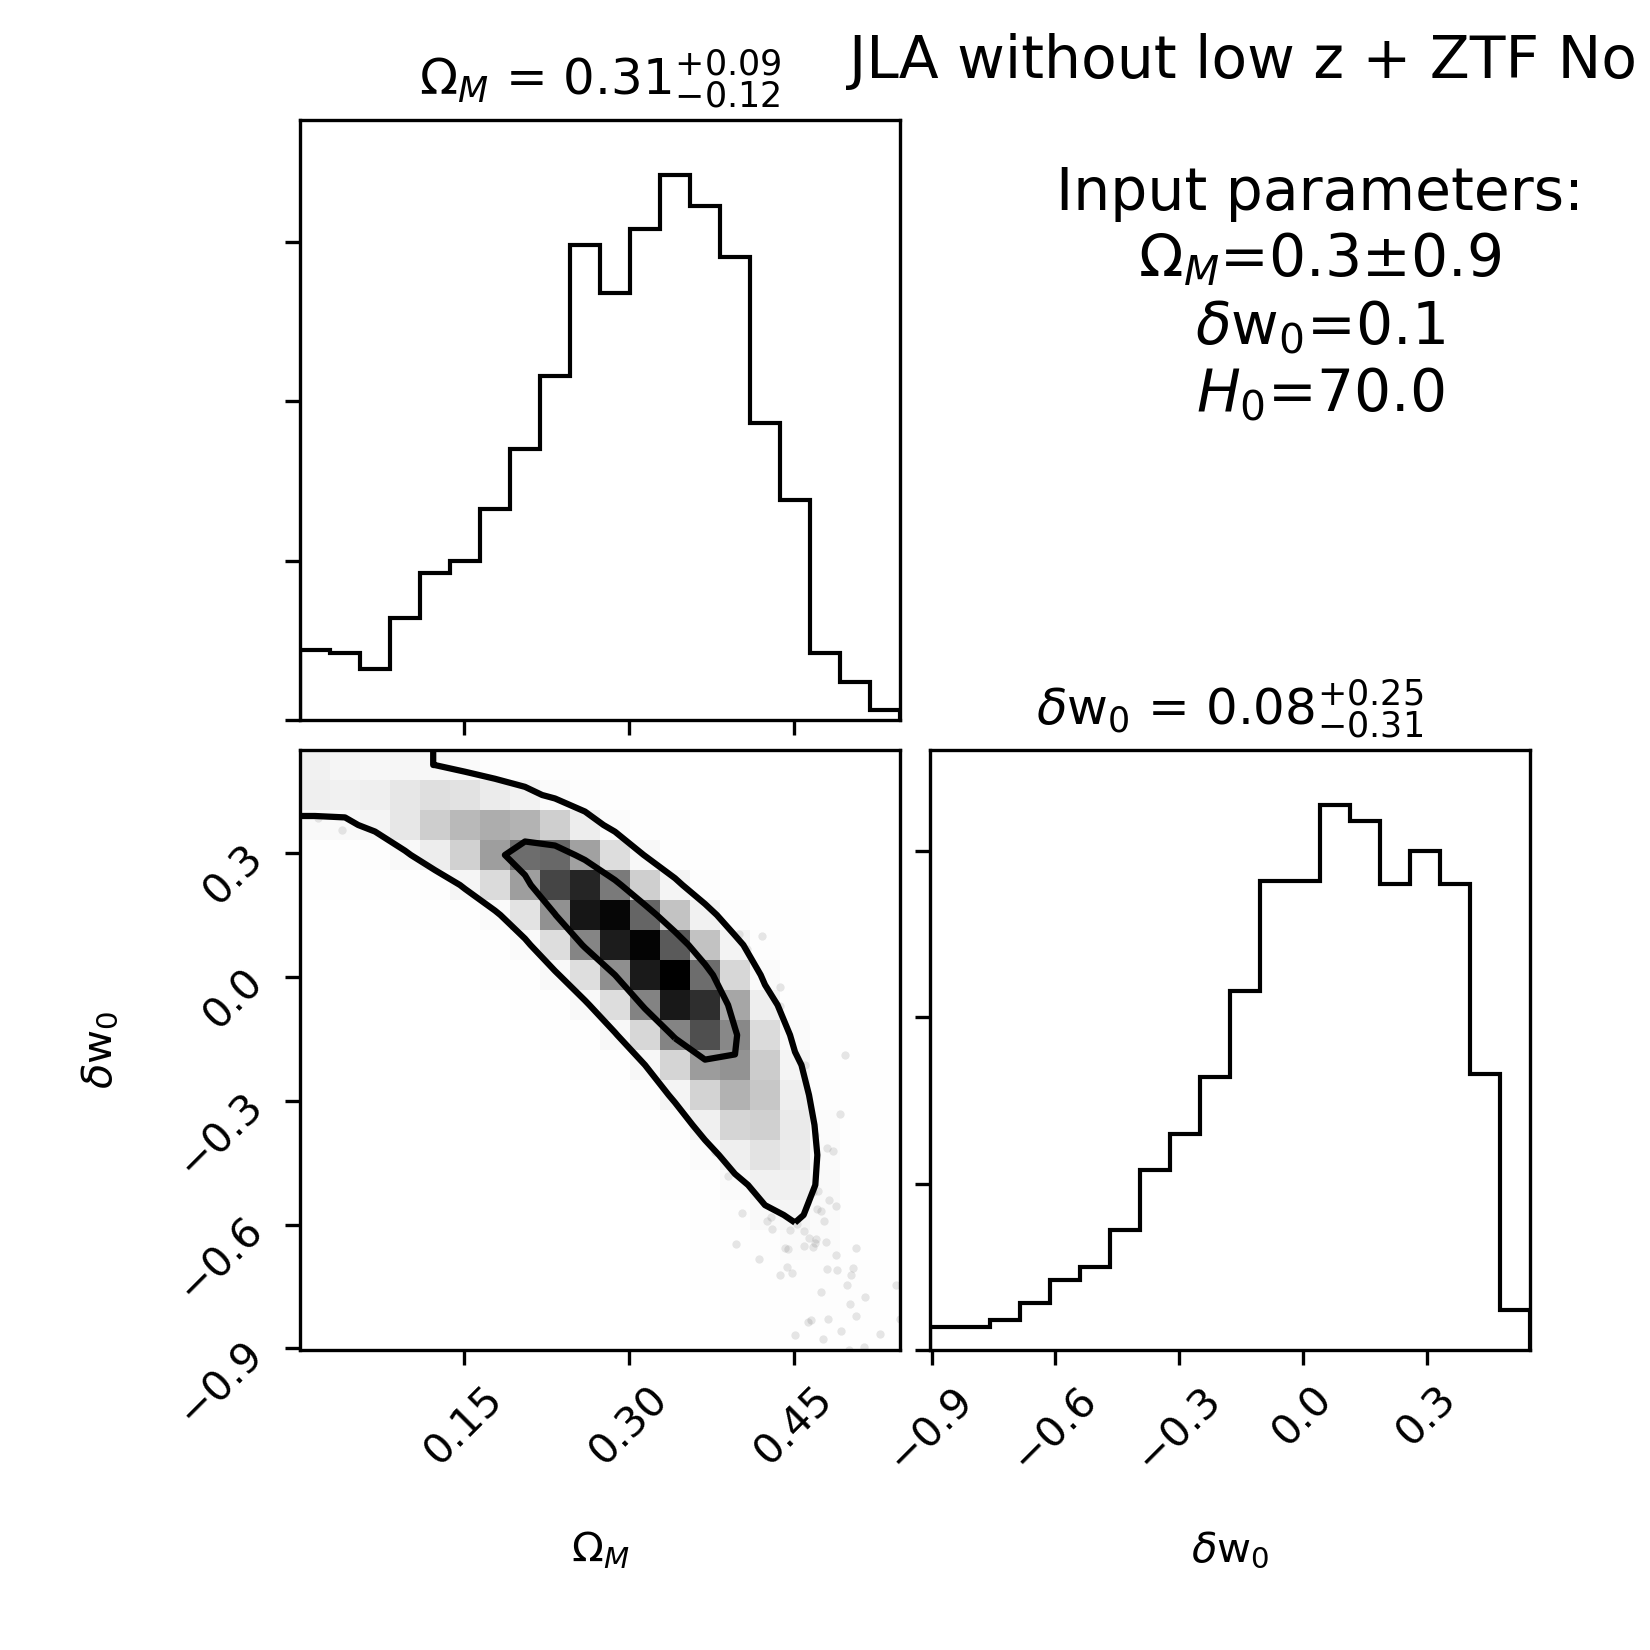 JLA without low z + ZTF No
Ω_M = 0.31^{+0.09}_{−0.12}
Input parameters:
Ω_M=0.3±0.9
δw_0=0.1
H_0=70.0
δw_0 = 0.08^{+0.25}_{−0.31}
0.3
0.0
−0.3
−0.6
−0.9
δw_0
0.15 0.30 0.45
Ω_M
−0.9 −0.6 −0.3 0.0 0.3
δw_0